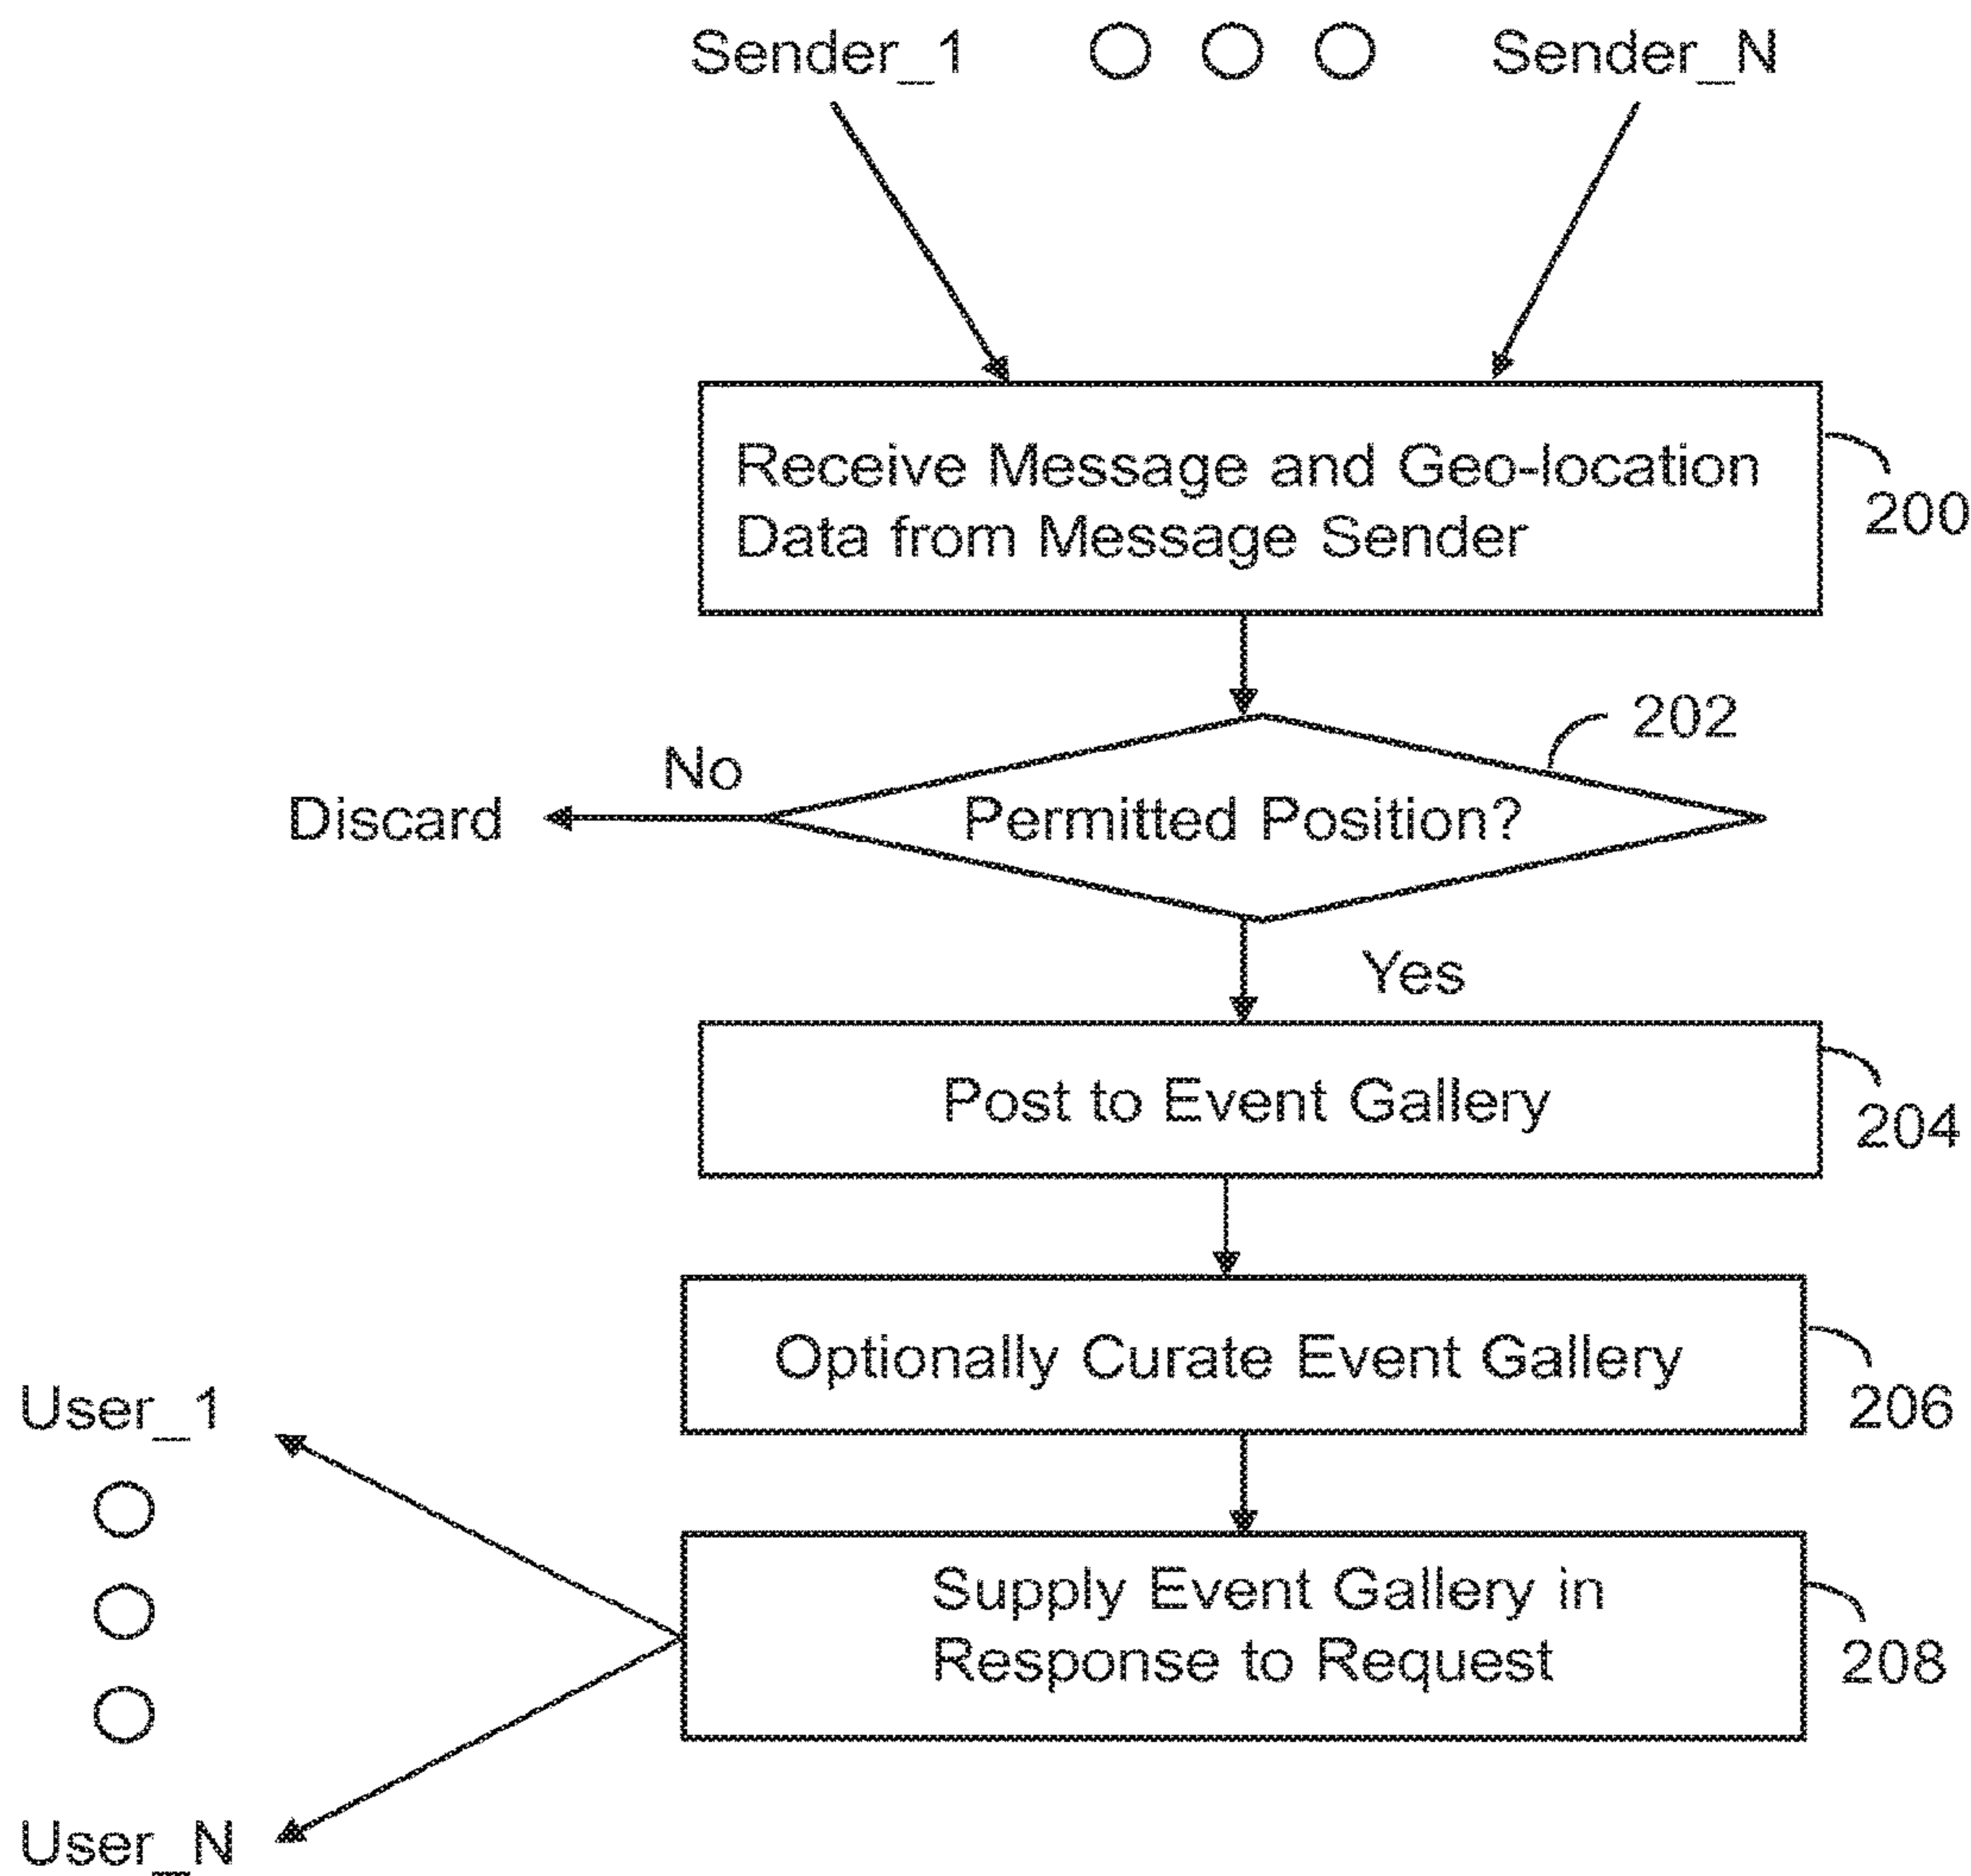 Sender_1
Sender_N
Receive Message and Geo-location
Data from Message Sender
200
202
No
Permitted Position?
Discard
Yes
Post to Event Gallery
204
Optionally Curate Event Gallery
206
User_1
Supply Event Gallery in
Response to Request
208
User_N